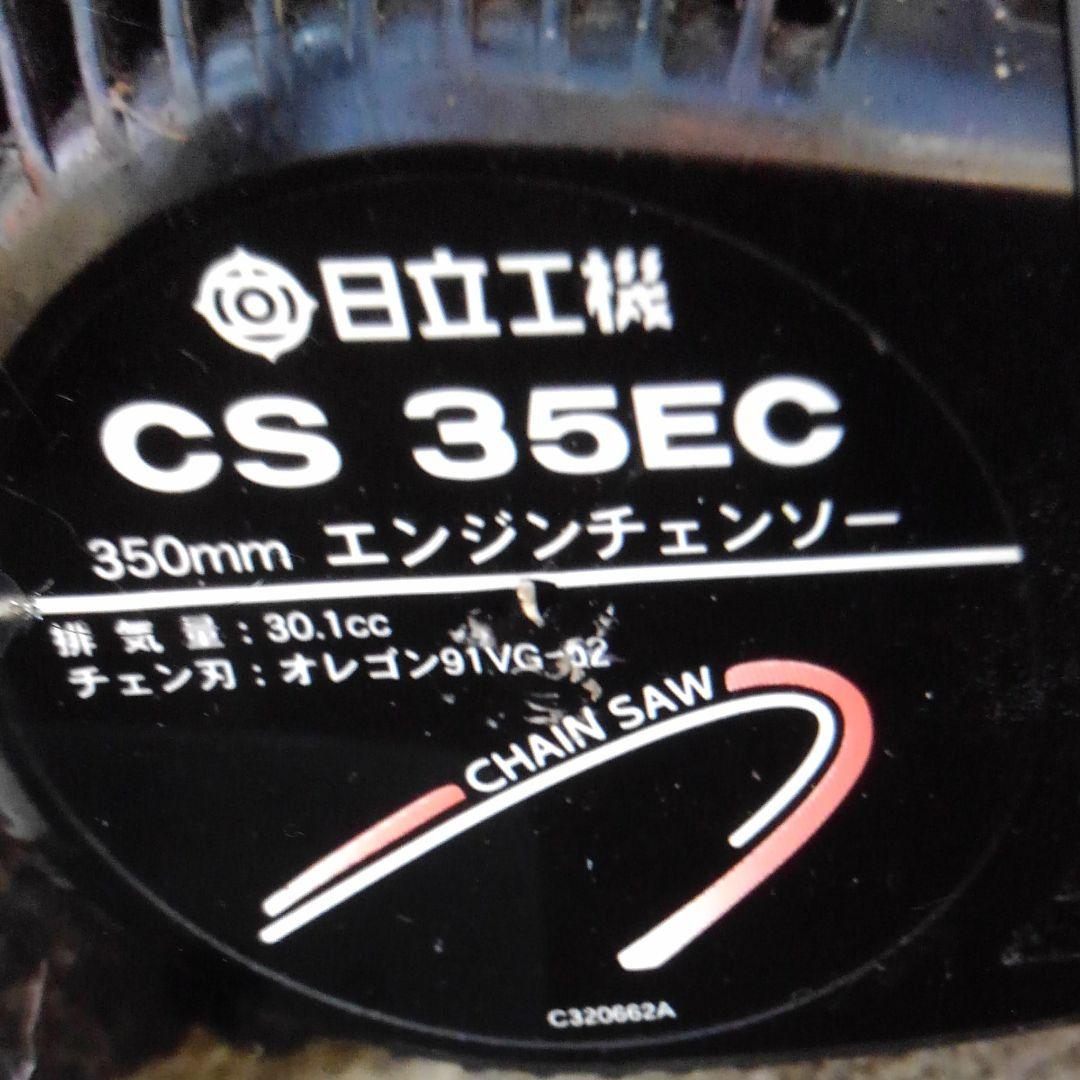 日立工機
CS 35EC
350mm エンジンチェンソー
排気量：30.1cc
チェン刃：オレゴン91VG-52
CHAIN SAW
C320662A